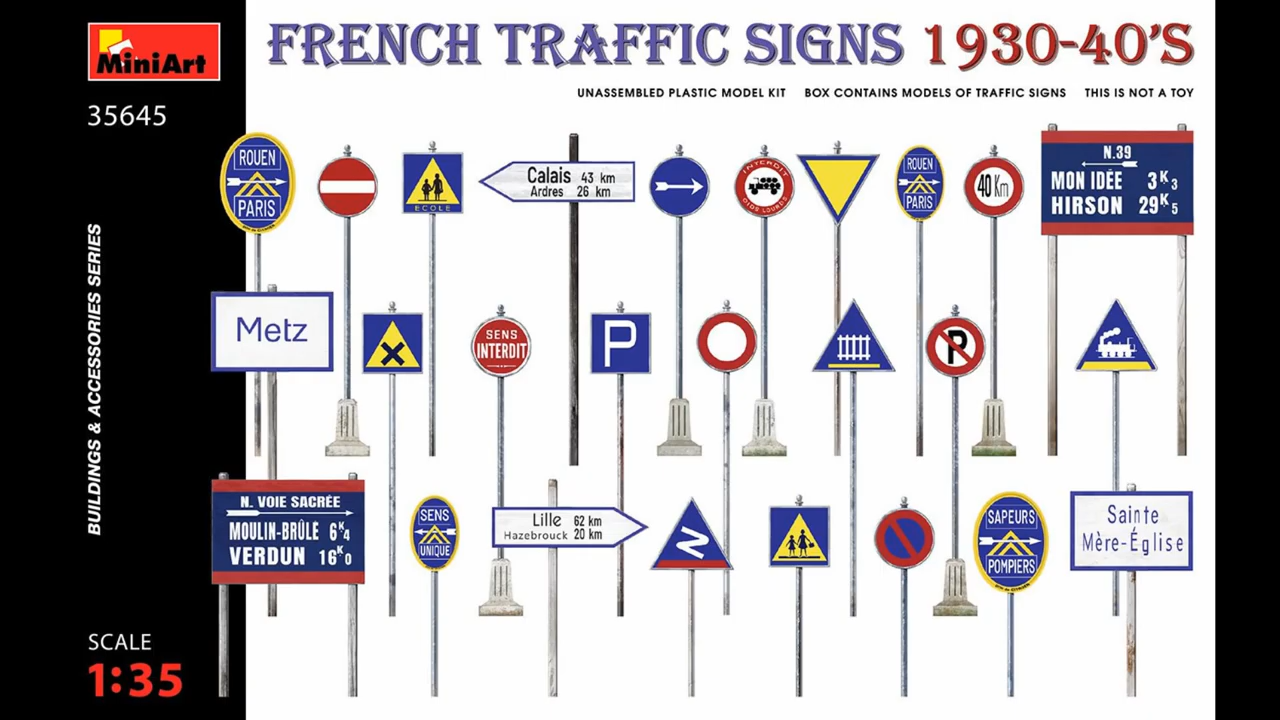 MiniArt
FRENCH TRAFFIC SIGNS 1930-40'S
35645
UNASSEMBLED PLASTIC MODEL KIT BOX CONTAINS MODELS OF TRAFFIC SIGNS THIS IS NOT A TOY
BUILDINGS & ACCESSORIES SERIES
ROUEN
PARIS
ECOLE
Calais 43 km
Ardres 26 km
INTERDIT
POIDS LOURDS
ROUEN
PARIS
40 Km
N.39
MON IDÉE 3K3
HIRSON 29K5
Metz
SENS
INTERDIT
P
P
N. VOIE SACRÉE
MOULIN-BRÛLÉ 6K4
VERDUN 16K0
SENS
UNIQUE
Lille 62 km
Hazebrouck 20 km
SAPEURS
POMPIERS
Sainte
Mère-Église
SCALE
1:35